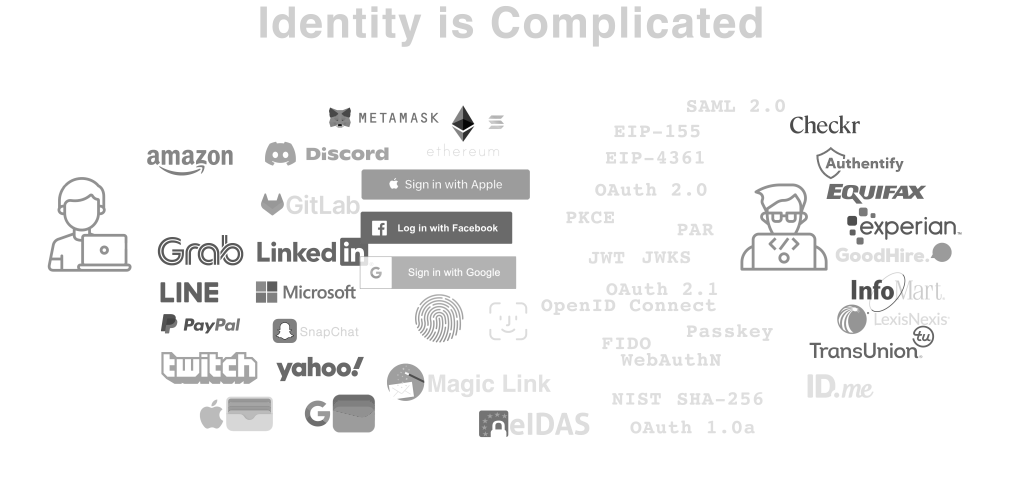 Identity is Complicated
METAMASK
ethereum
amazon
Discord
Sign in with Apple
GitLab
Log in with Facebook
Grab
Linked in
G Sign in with Google
LINE
Microsoft
PayPal
SnapChat
twitch
yahoo!
Magic Link
G
eIDAS
SAML 2.0
EIP-155
EIP-4361
OAuth 2.0
PKCE
PAR
JWT JWKS
OAuth 2.1
OpenID Connect
Passkey
FIDO
WebAuthN
NIST SHA-256
OAuth 1.0a
Checkr
Authentify
EQUIFAX
experian.
GoodHire.
InfoMart.
LexisNexis
tu
TransUnion
ID.me